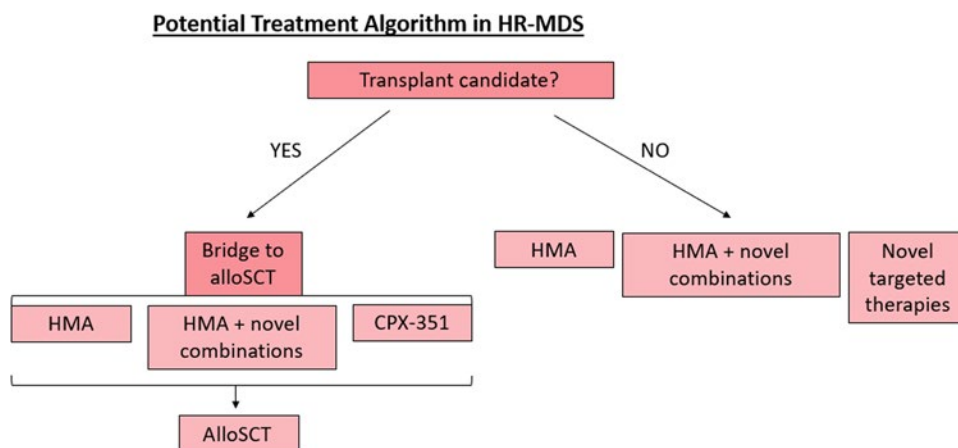 Potential Treatment Algorithm in HR-MDS
Transplant candidate?
YES
NO
Bridge to
alloSCT
HMA
HMA + novel
combinations
CPX-351
AlloSCT
HMA
HMA + novel
combinations
Novel
targeted
therapies